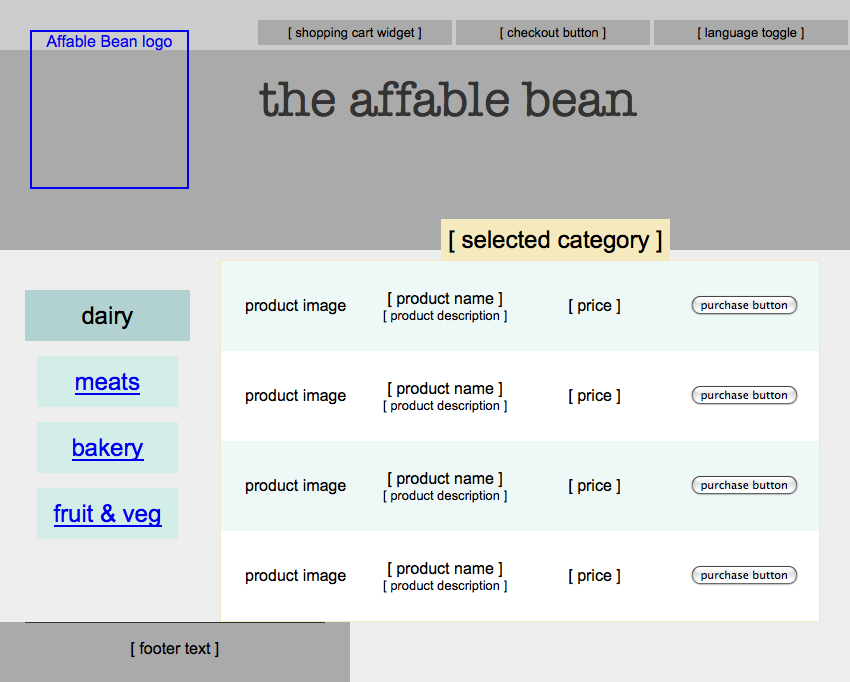 Affable Bean logo
[ shopping cart widget ]
[ checkout button ]
[ language toggle ]
the affable bean
[ selected category ]
dairy
meats
bakery
fruit & veg
product image
[ product name ]
[ product description ]
[ price ]
purchase button
product image
[ product name ]
[ product description ]
[ price ]
purchase button
product image
[ product name ]
[ product description ]
[ price ]
purchase button
product image
[ product name ]
[ product description ]
[ price ]
purchase button
[ footer text ]